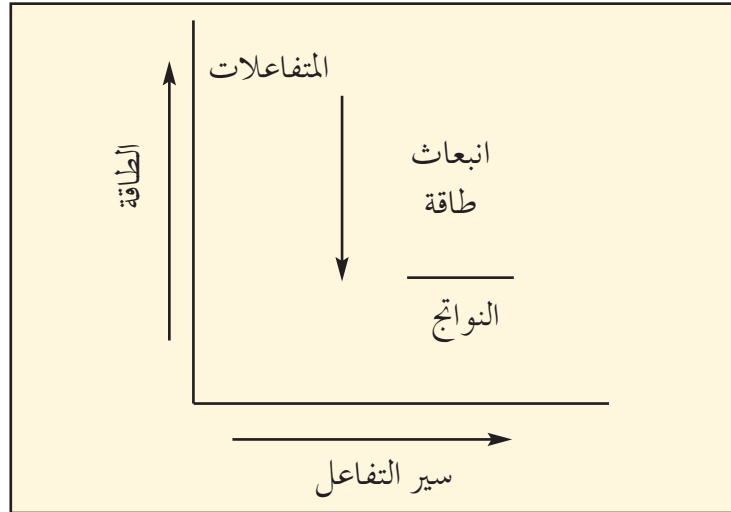 المتفاعلات
الطاقة
انبعاث
طاقة
النواتج
سير التفاعل